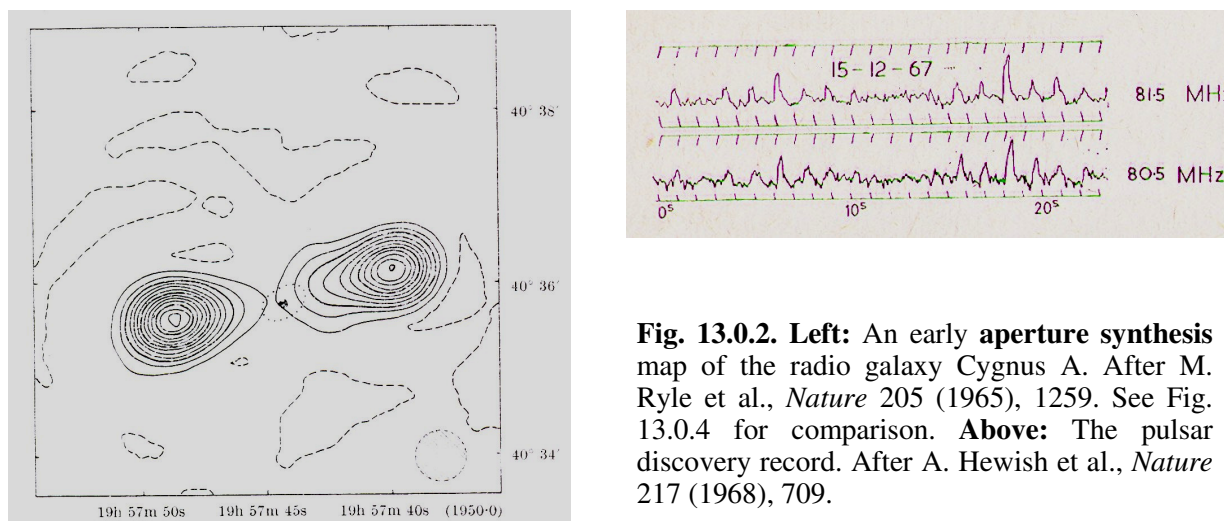 40° 38′
40° 36′
40° 34′
19h 57m 50s 19h 57m 45s 19h 57m 40s (1950·0)
15-12-67
81·5 MHz
80·5 MHz
0ˢ 10ˢ 20ˢ
Fig. 13.0.2. Left: An early aperture synthesis
map of the radio galaxy Cygnus A. After M.
Ryle et al., Nature 205 (1965), 1259. See Fig.
13.0.4 for comparison. Above: The pulsar
discovery record. After A. Hewish et al., Nature
217 (1968), 709.